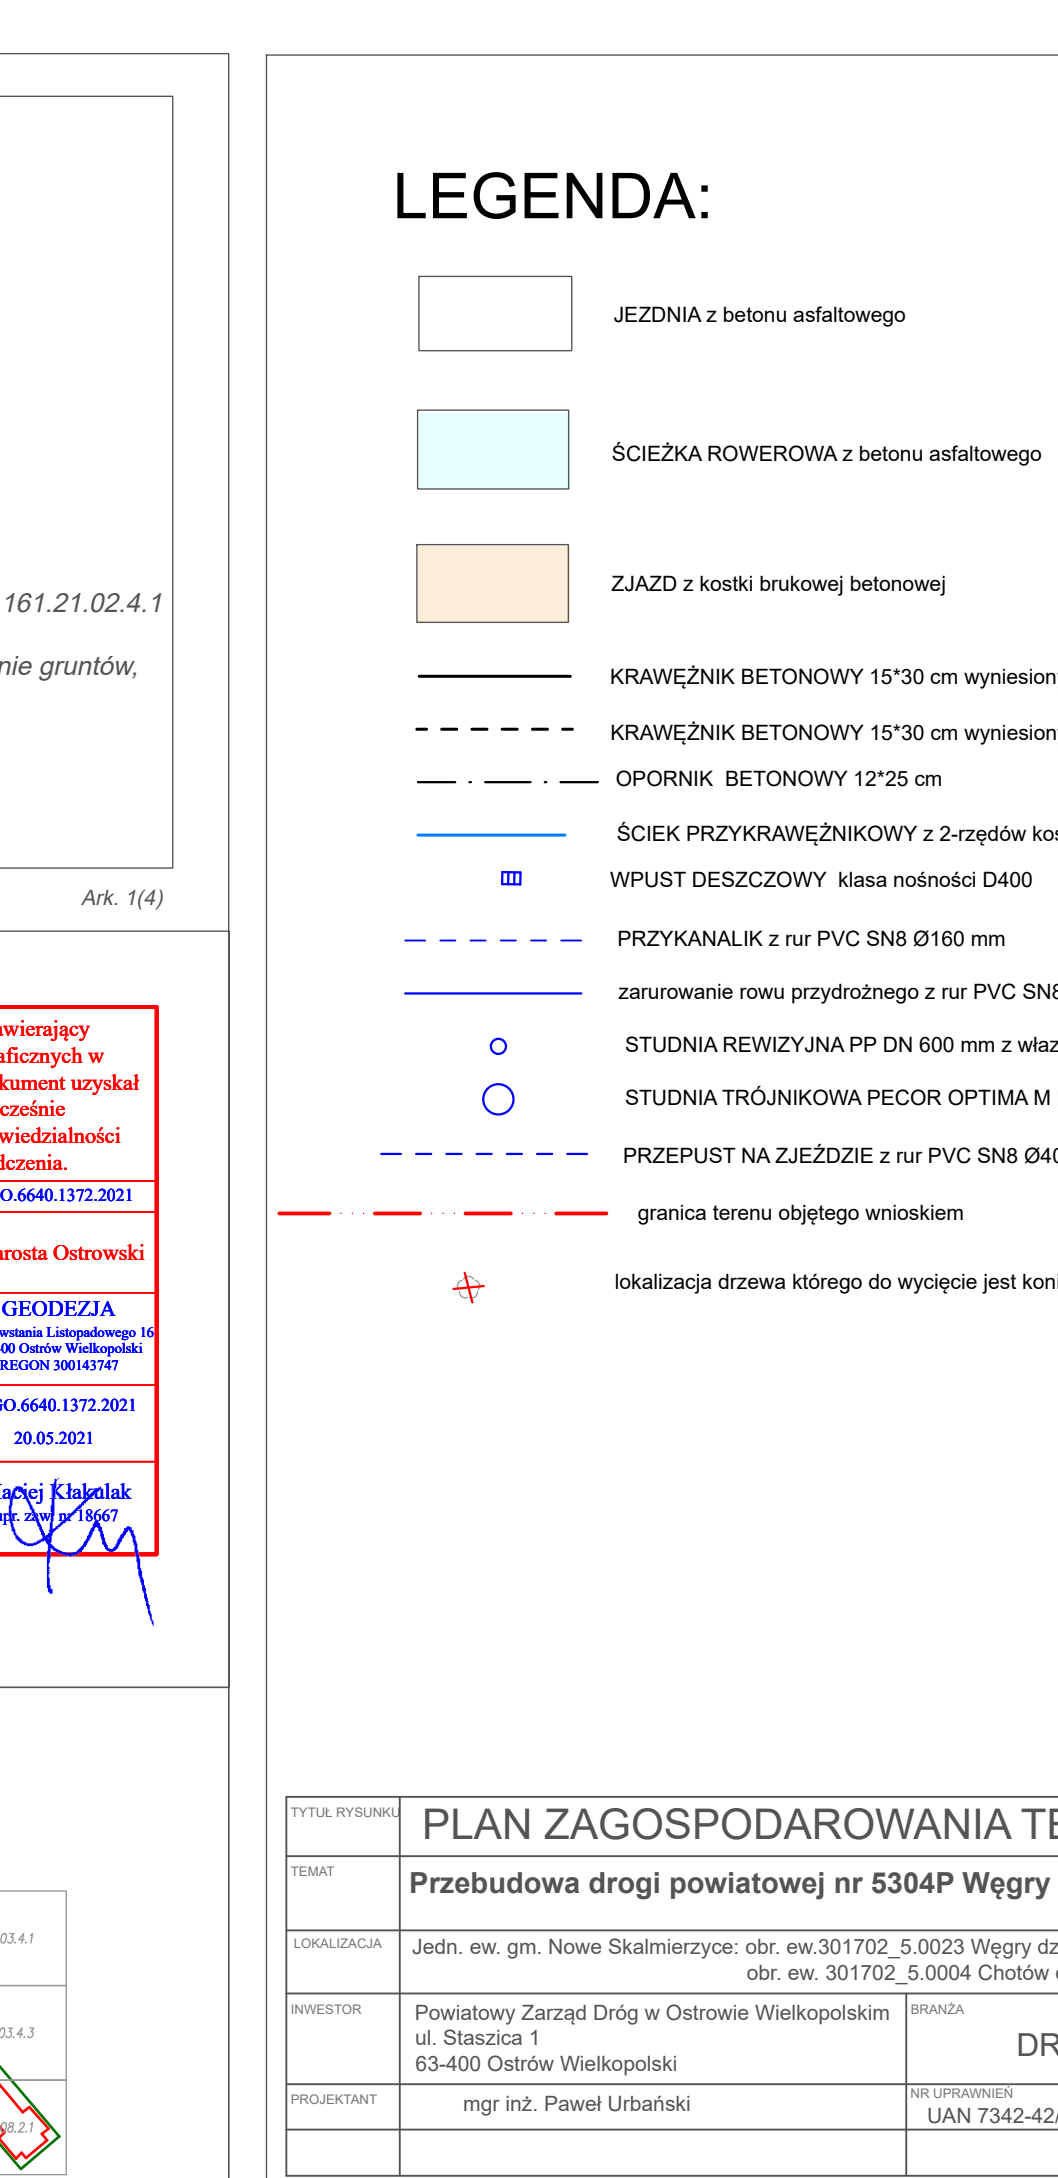 161.21.02.4.1
nie gruntów,
Ark. 1(4)
awierający
aficznych w
kument uzyskał
cześnie
wiedzialności
dczenia.
O.6640.1372.2021
arosta Ostrowski
GEODEZJA
wstania Listopadowego 16
00 Ostrów Wielkopolski
REGON 300143747
GO.6640.1372.2021
20.05.2021
Maciej Kłakulak
upr. zaw. nr 18667
03.4.1
03.4.3
08.2.1
LEGENDA:
JEZDNIA z betonu asfaltowego
ŚCIEŻKA ROWEROWA z betonu asfaltowego
ZJAZD z kostki brukowej betonowej
KRAWĘŻNIK BETONOWY 15*30 cm wyniesion
KRAWĘŻNIK BETONOWY 15*30 cm wyniesion
OPORNIK BETONOWY 12*25 cm
ŚCIEK PRZYKRAWĘŻNIKOWY z 2-rzędów kos
WPUST DESZCZOWY klasa nośności D400
PRZYKANALIK z rur PVC SN8 Ø160 mm
zarurowanie rowu przydrożnego z rur PVC SN8
STUDNIA REWIZYJNA PP DN 600 mm z właz
STUDNIA TRÓJNIKOWA PECOR OPTIMA M
PRZEPUST NA ZJEŹDZIE z rur PVC SN8 Ø40
granica terenu objętego wnioskiem
lokalizacja drzewa którego do wycięcie jest koni
TYTUŁ RYSUNKU
PLAN ZAGOSPODAROWANIA TE
TEMAT
Przebudowa drogi powiatowej nr 5304P Węgry
LOKALIZACJA
Jedn. ew. gm. Nowe Skalmierzyce: obr. ew.301702_5.0023 Węgry dz
obr. ew. 301702_5.0004 Chotów
INWESTOR
Powiatowy Zarząd Dróg w Ostrowie Wielkopolskim
ul. Staszica 1
63-400 Ostrów Wielkopolski
BRANŻA
DR
PROJEKTANT
mgr inż. Paweł Urbański
NR UPRAWNIEŃ
UAN 7342-42/